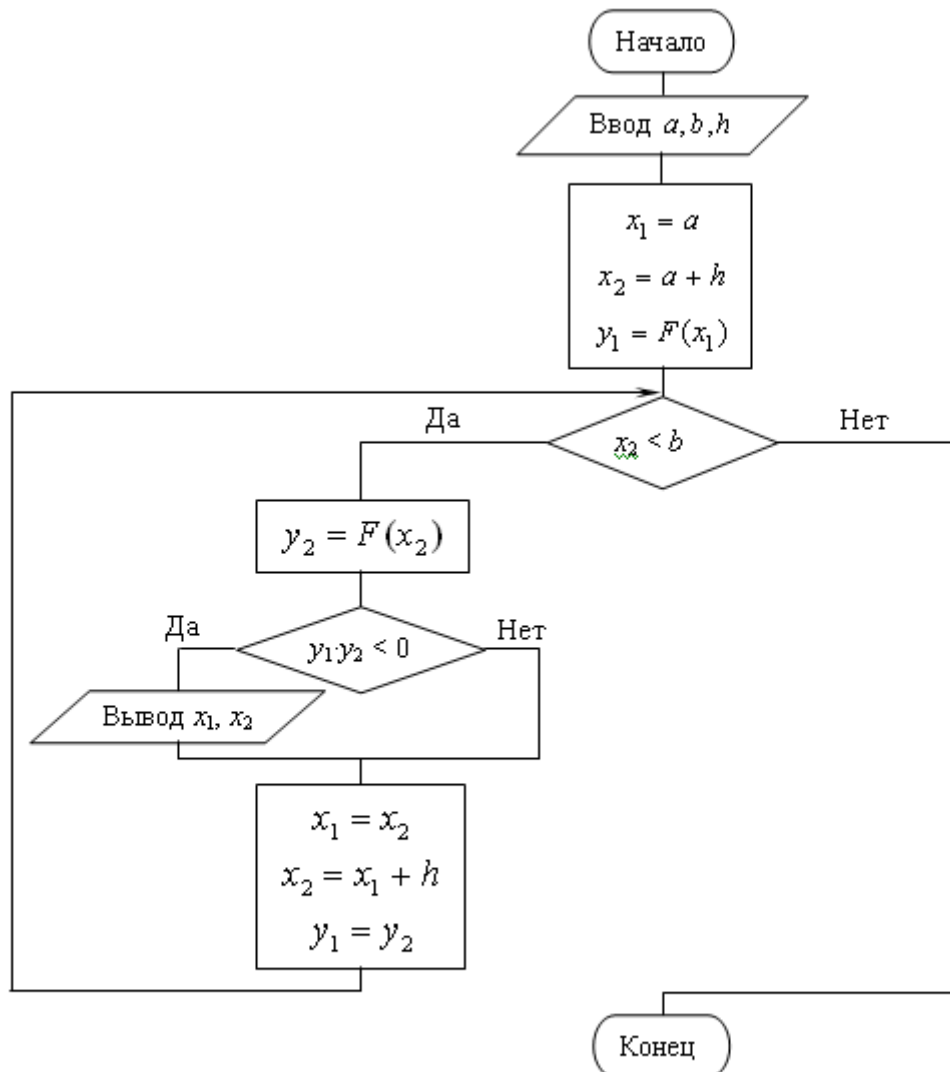 Начало
Ввод a, b, h
x₁ = a
x₂ = a + h
y₁ = F(x₁)
Да
Нет
x₂ < b
y₂ = F(x₂)
Да
Нет
y₁·y₂ < 0
Вывод x₁, x₂
x₁ = x₂
x₂ = x₁ + h
y₁ = y₂
Конец